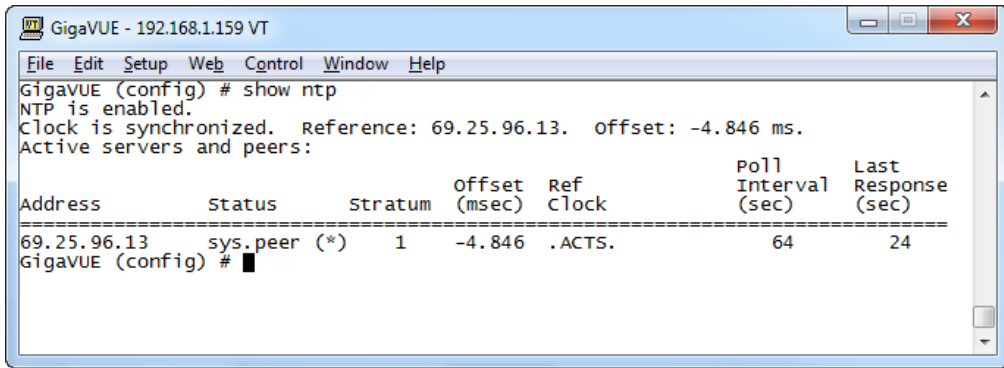 GigaVUE - 192.168.1.159 VT
File Edit Setup Web Control Window Help
GigaVUE (config) # show ntp
NTP is enabled.
Clock is synchronized. Reference: 69.25.96.13. Offset: -4.846 ms.
Active servers and peers:
Poll Last
Offset Ref Interval Response
Address Status Stratum (msec) Clock (sec) (sec)
================================================================================
69.25.96.13 sys.peer (*) 1 -4.846 .ACTS. 64 24
GigaVUE (config) #